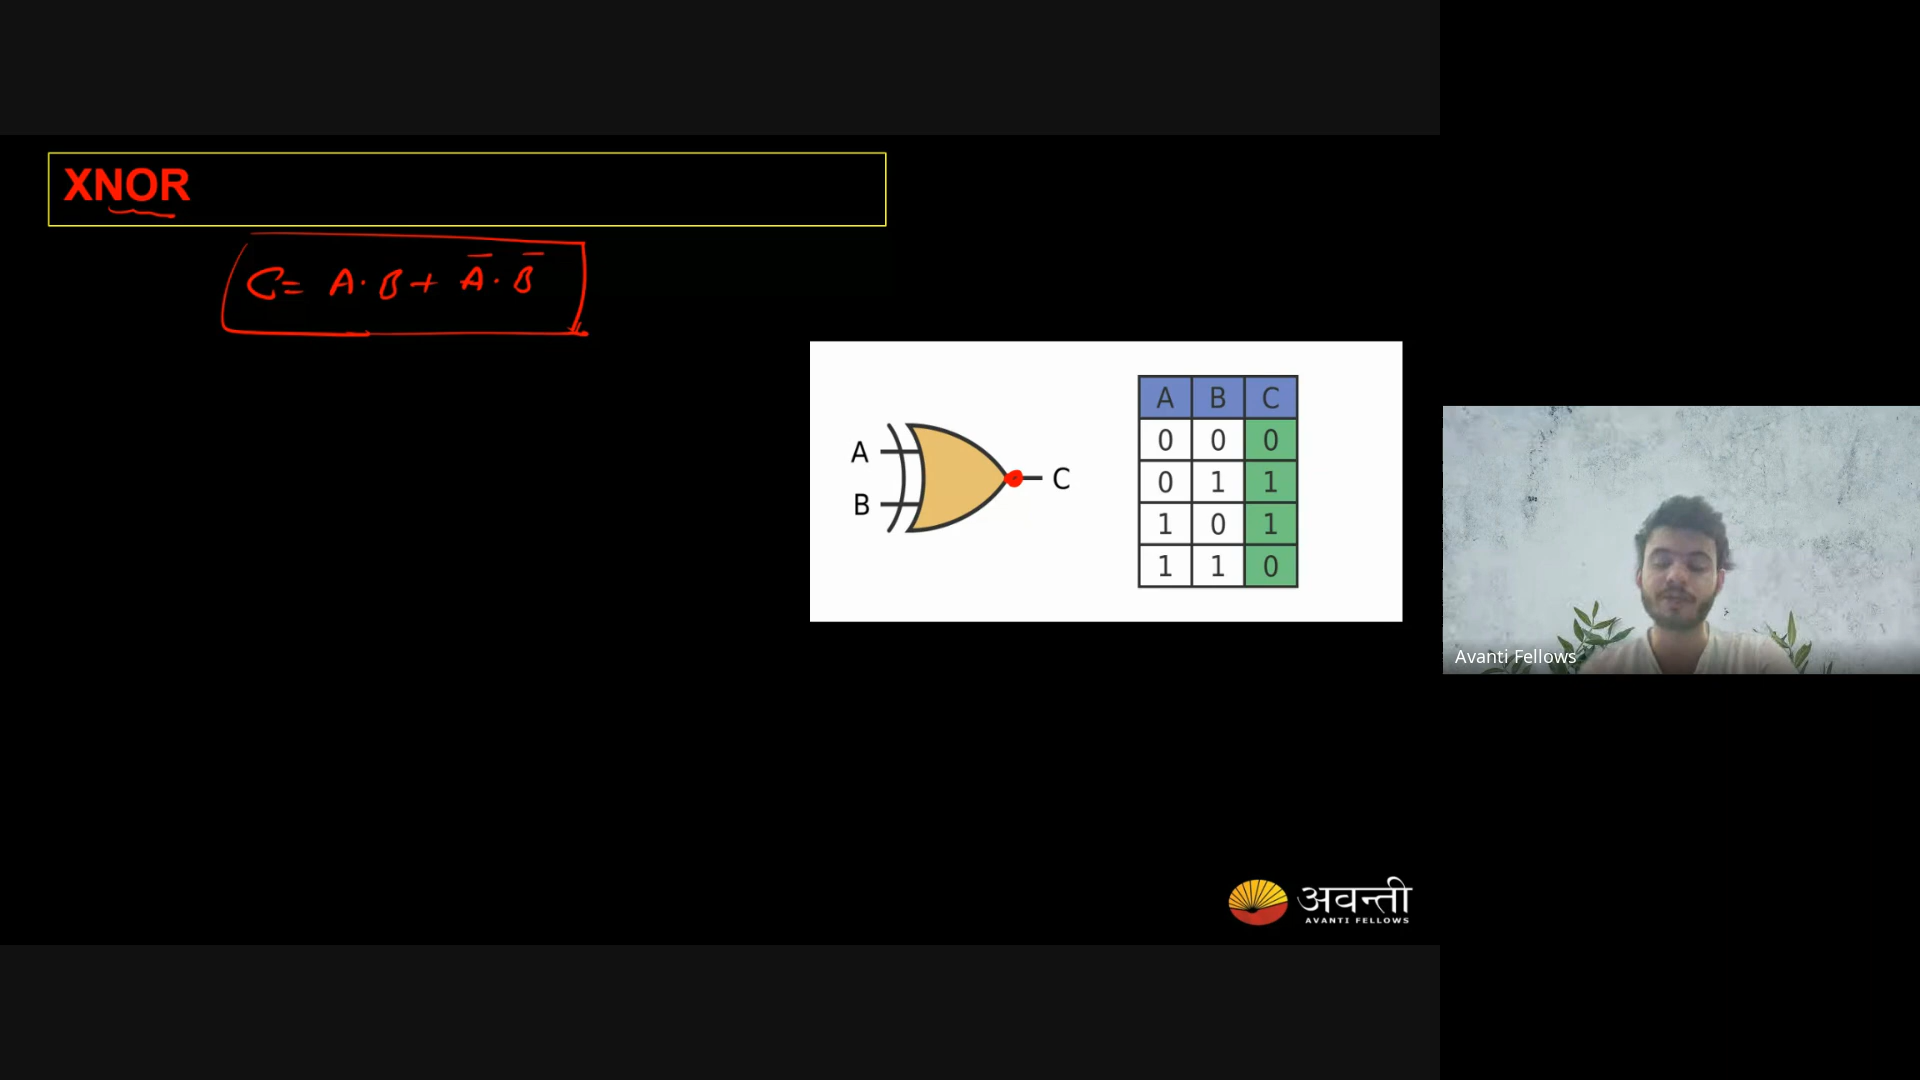 XNOR
C = A · B + A̅ · B̅
A
B
C
A B C
0 0 0
0 1 1
1 0 1
1 1 0
Avanti Fellows
अवन्ती
AVANTI FELLOWS